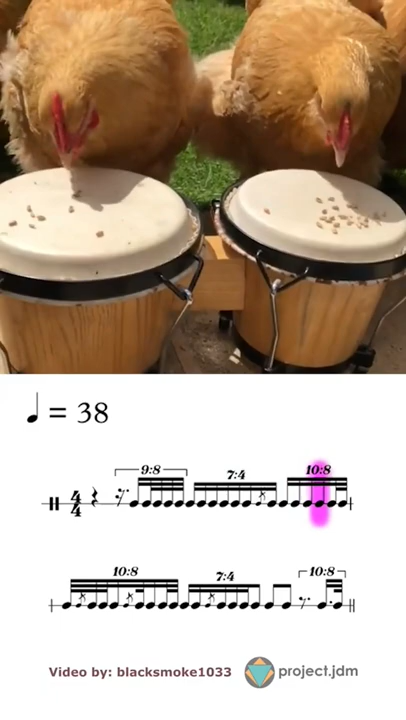 ♩ = 38
9:8 7:4 10:8
4
4
10:8 7:4 10:8
Video by: blacksmoke1033 project.jdm